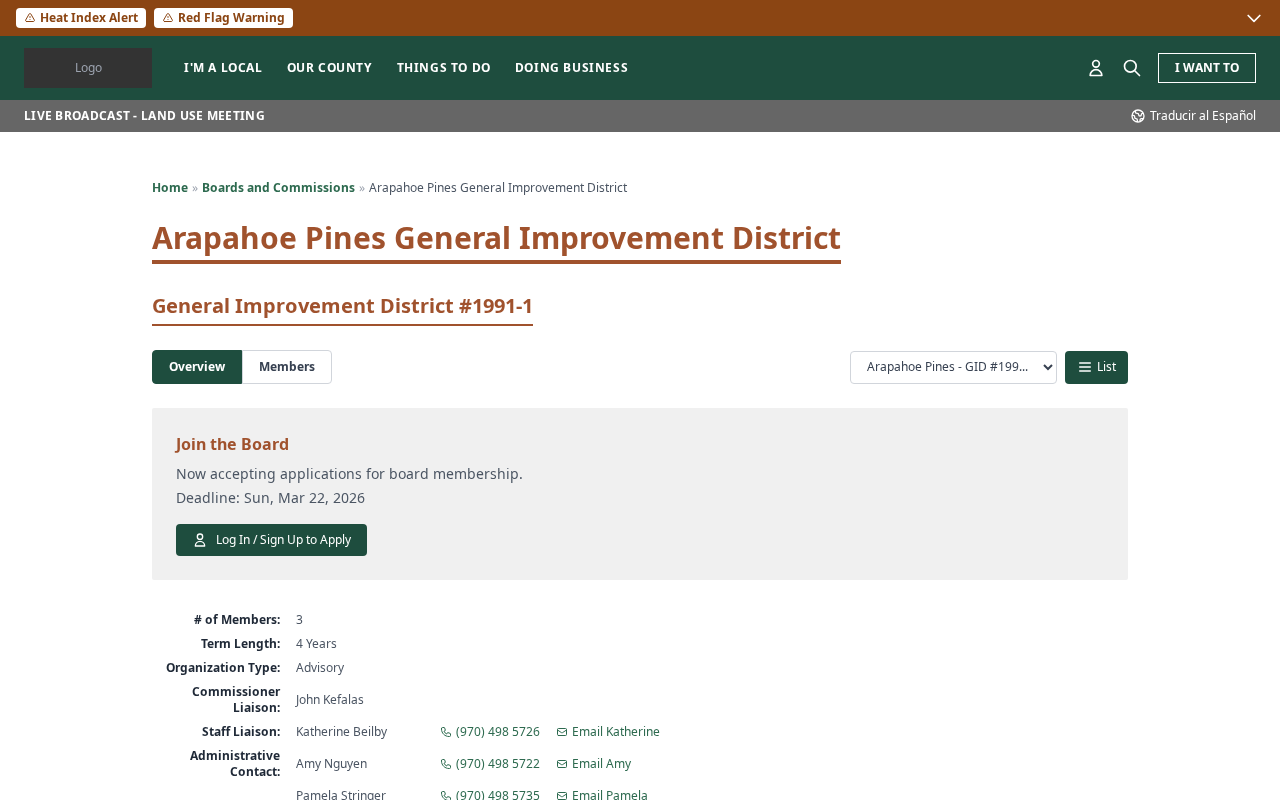 Heat Index Alert
Red Flag Warning
Logo
I'M A LOCAL
OUR COUNTY
THINGS TO DO
DOING BUSINESS
I WANT TO
LIVE BROADCAST - LAND USE MEETING
Traducir al Español
Home » Boards and Commissions » Arapahoe Pines General Improvement District
Arapahoe Pines General Improvement District
General Improvement District #1991-1
Overview
Members
Arapahoe Pines - GID #199...
List
Join the Board
Now accepting applications for board membership.
Deadline: Sun, Mar 22, 2026
Log In / Sign Up to Apply
# of Members: 3
Term Length: 4 Years
Organization Type: Advisory
Commissioner Liaison: John Kefalas
Staff Liaison: Katherine Beilby (970) 498 5726 Email Katherine
Administrative Contact: Amy Nguyen (970) 498 5722 Email Amy
Pamela Stringer (970) 498 5735 Email Pamela